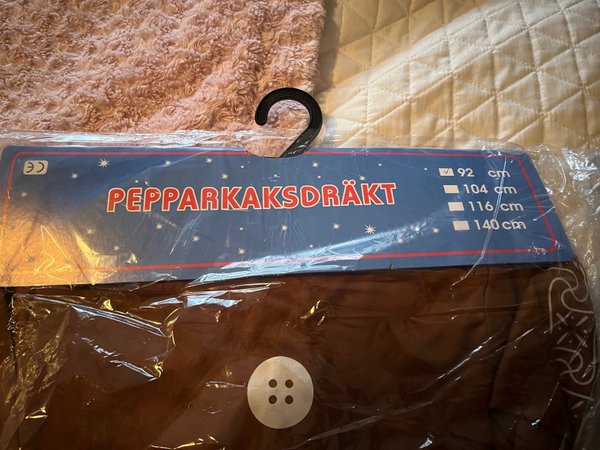 CE
PEPPARKAKSDRÄKT
92 cm
104 cm
116 cm
140 cm